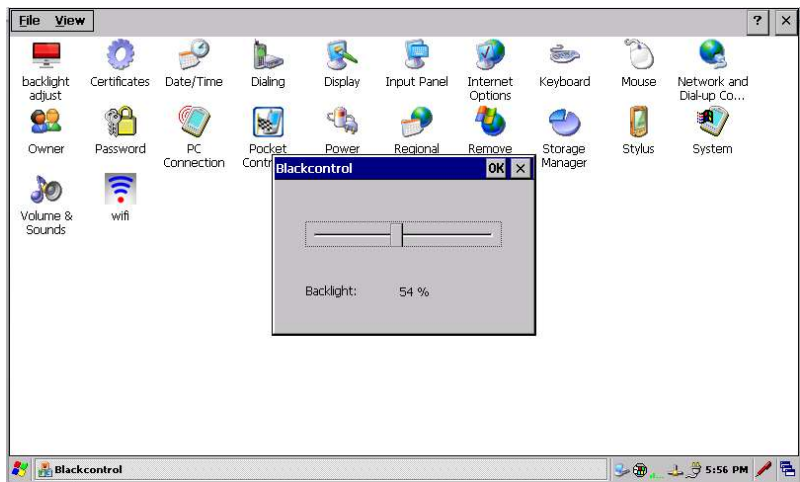 File View ? ×
backlight adjust
Certificates
Date/Time
Dialing
Display
Input Panel
Internet Options
Keyboard
Mouse
Network and Dial-up Co...
Owner
Password
PC Connection
Pocket
Power
Regional
Remove
Storage Manager
Stylus
System
Blackcontrol OK ×
Volume & Sounds
wifi
Backlight: 54 %
Blackcontrol
5:56 PM